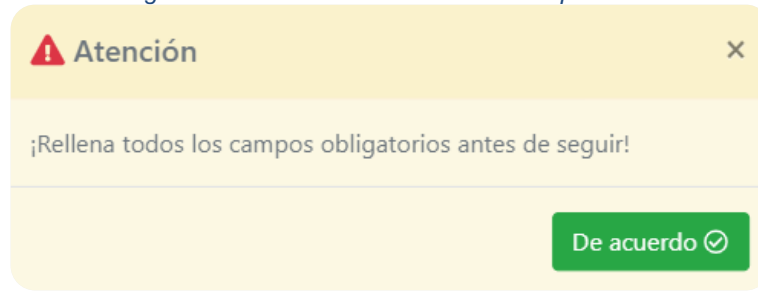 Atención
¡Rellena todos los campos obligatorios antes de seguir!
De acuerdo